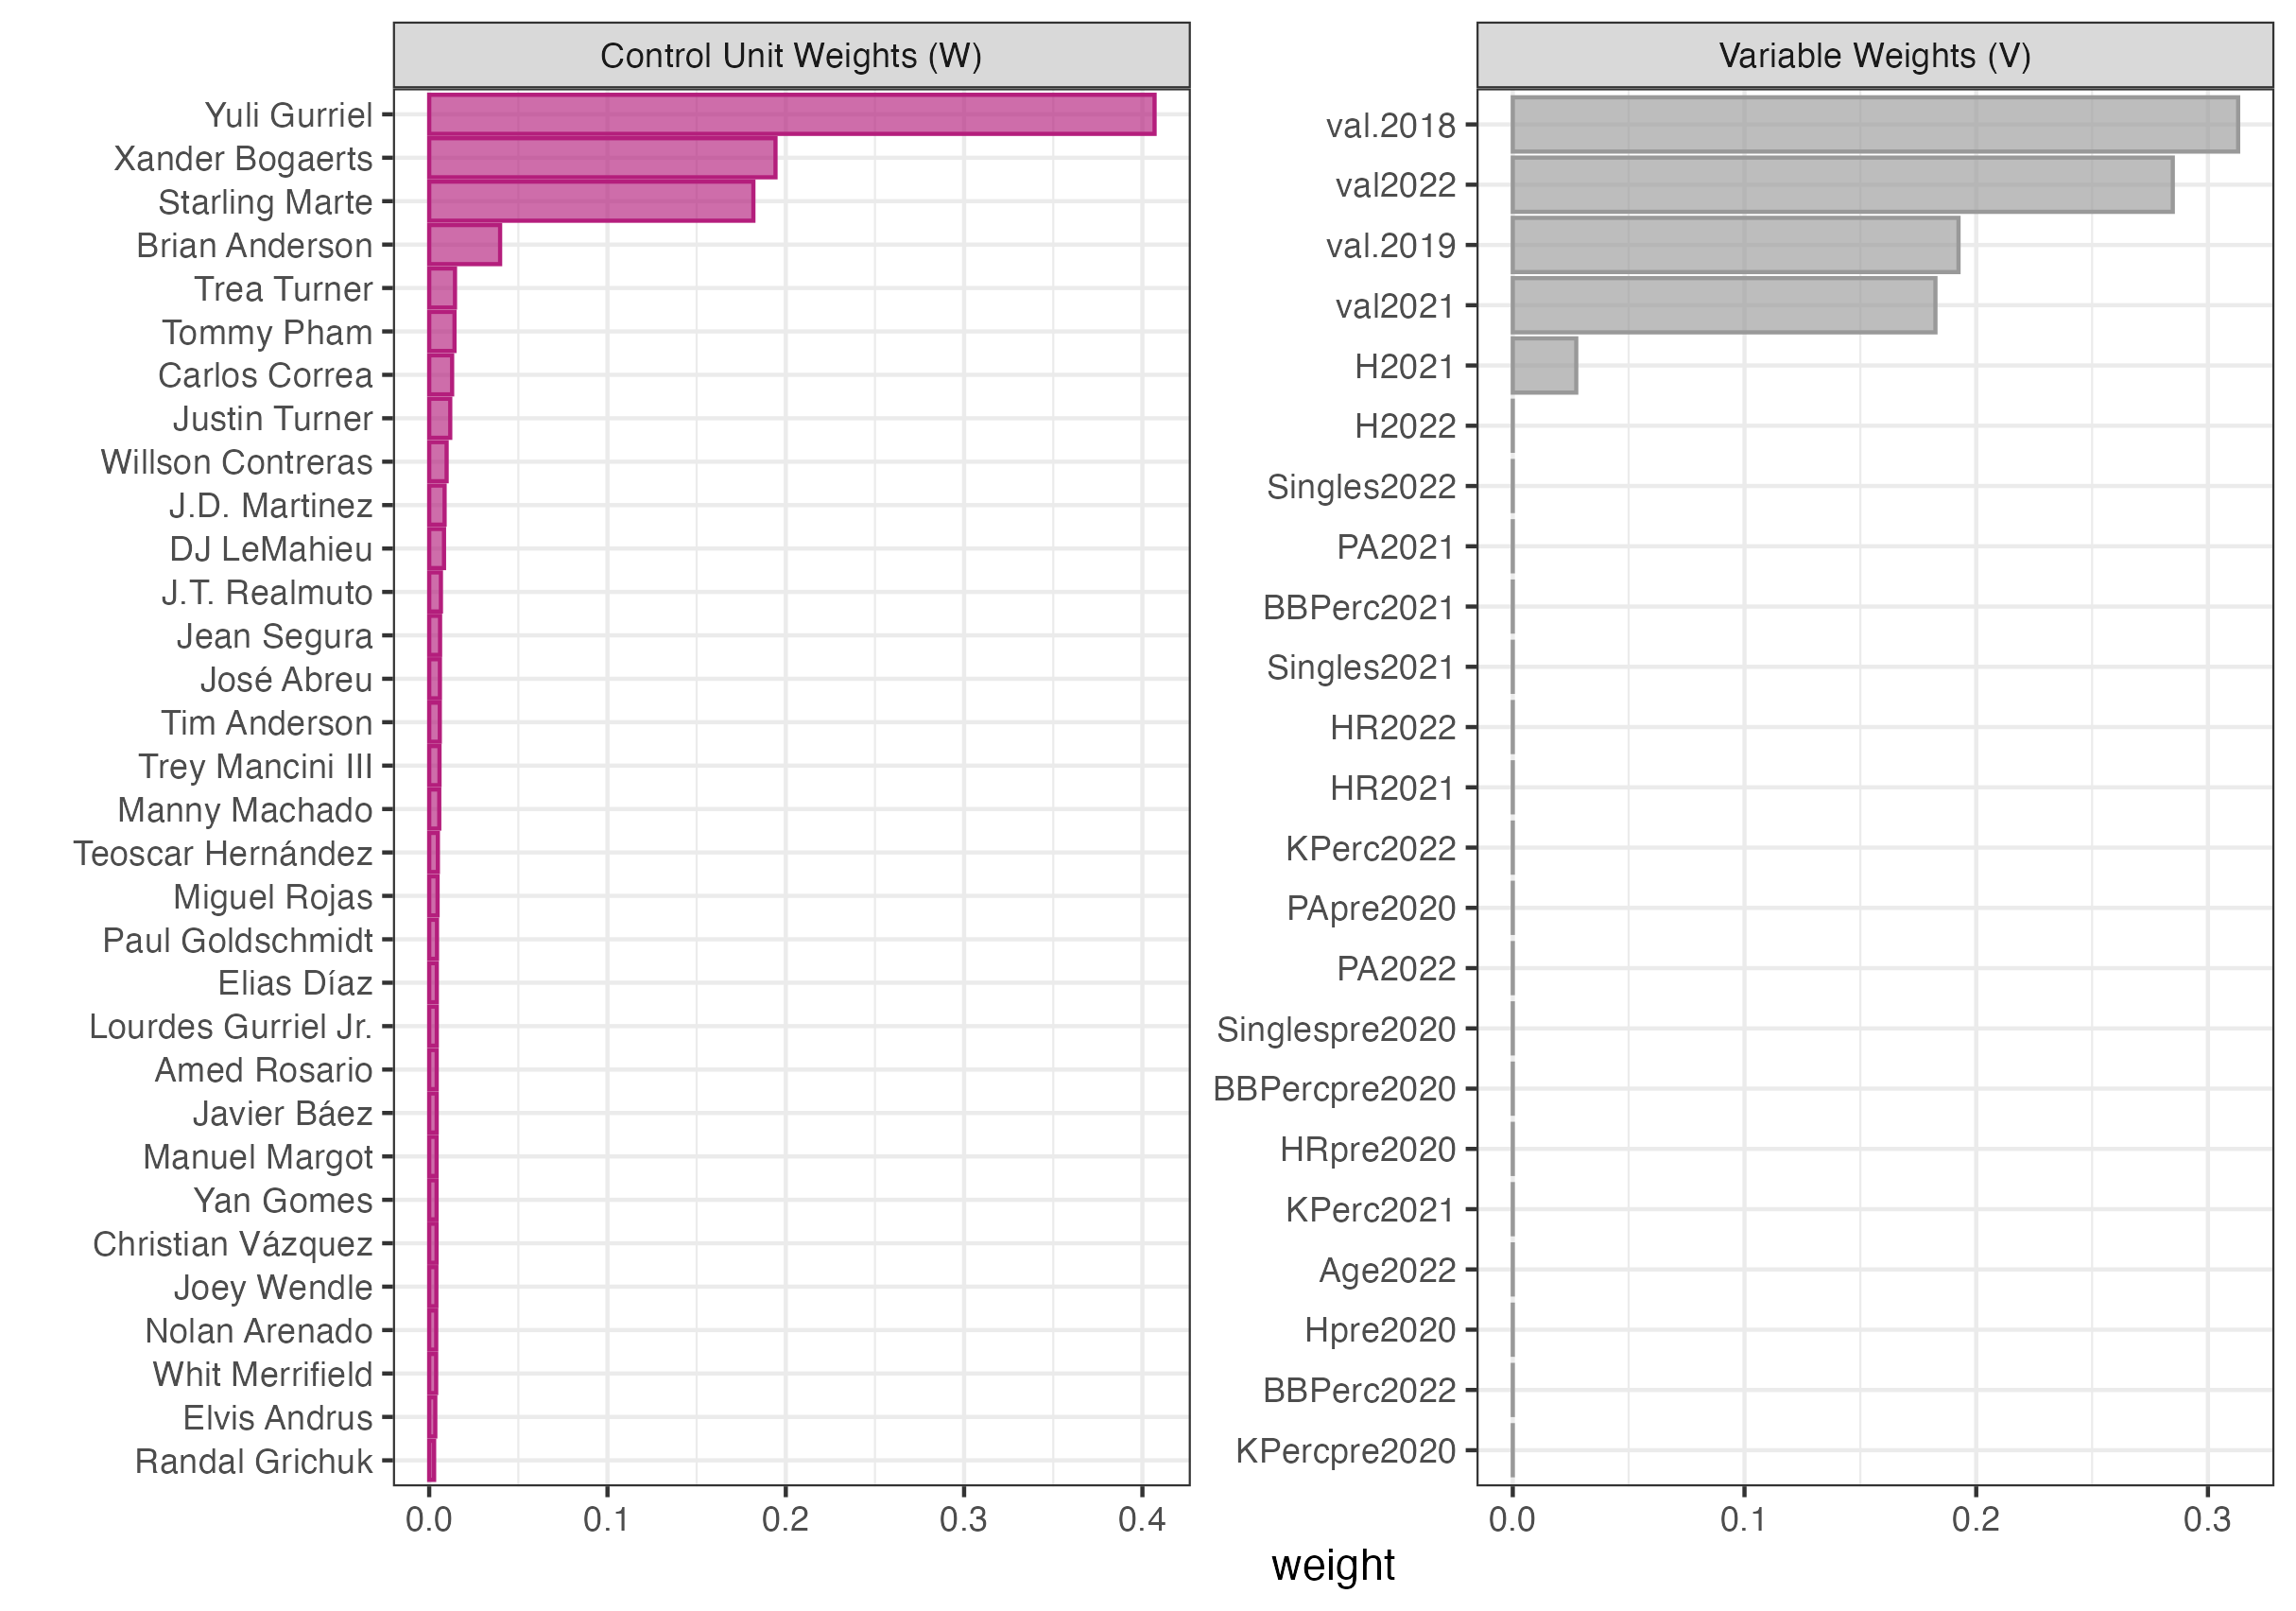 Control Unit Weights (W)
Yuli Gurriel
Xander Bogaerts
Starling Marte
Brian Anderson
Trea Turner
Tommy Pham
Carlos Correa
Justin Turner
Willson Contreras
J.D. Martinez
DJ LeMahieu
J.T. Realmuto
Jean Segura
José Abreu
Tim Anderson
Trey Mancini III
Manny Machado
Teoscar Hernández
Miguel Rojas
Paul Goldschmidt
Elias Díaz
Lourdes Gurriel Jr.
Amed Rosario
Javier Báez
Manuel Margot
Yan Gomes
Christian Vázquez
Joey Wendle
Nolan Arenado
Whit Merrifield
Elvis Andrus
Randal Grichuk
0.0 0.1 0.2 0.3 0.4
Variable Weights (V)
val.2018
val2022
val.2019
val2021
H2021
H2022
Singles2022
PA2021
BBPerc2021
Singles2021
HR2022
HR2021
KPerc2022
PApre2020
PA2022
Singlespre2020
BBPercpre2020
HRpre2020
KPerc2021
Age2022
Hpre2020
BBPerc2022
KPercpre2020
0.0 0.1 0.2 0.3
weight